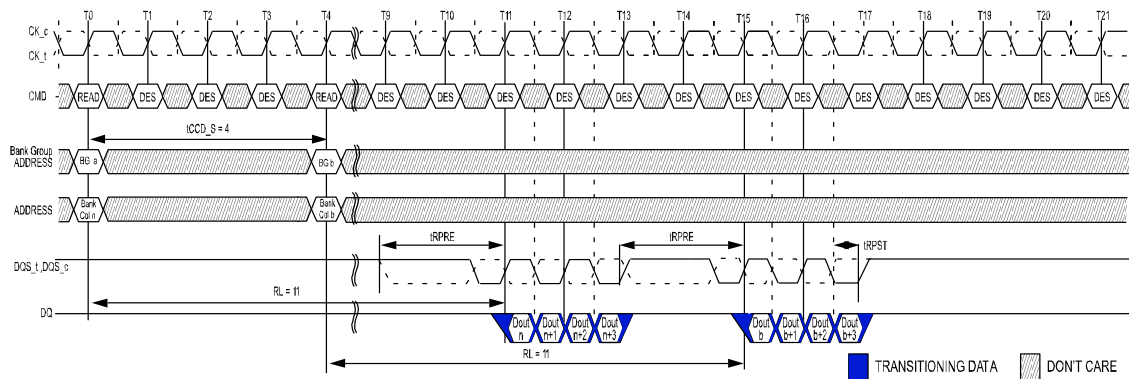 T0 T1 T2 T3 T4 T9 T10 T11 T12 T13 T14 T15 T16 T17 T18 T19 T20 T21
CK_c
CK_t
CMD READ DES DES DES READ DES DES DES DES DES DES DES DES DES DES DES DES DES
tCCD_S = 4
Bank Group
ADDRESS
BG a
BG b
ADDRESS
Bank
Col n
Bank
Col b
tRPRE
tRPRE
tRPST
DQS_t ,DQS_c
RL = 11
DQ
Dout
n
Dout
n+1
Dout
n+2
Dout
n+3
Dout
b
Dout
b+1
Dout
b+2
Dout
b+3
RL = 11
TRANSITIONING DATA
DON'T CARE